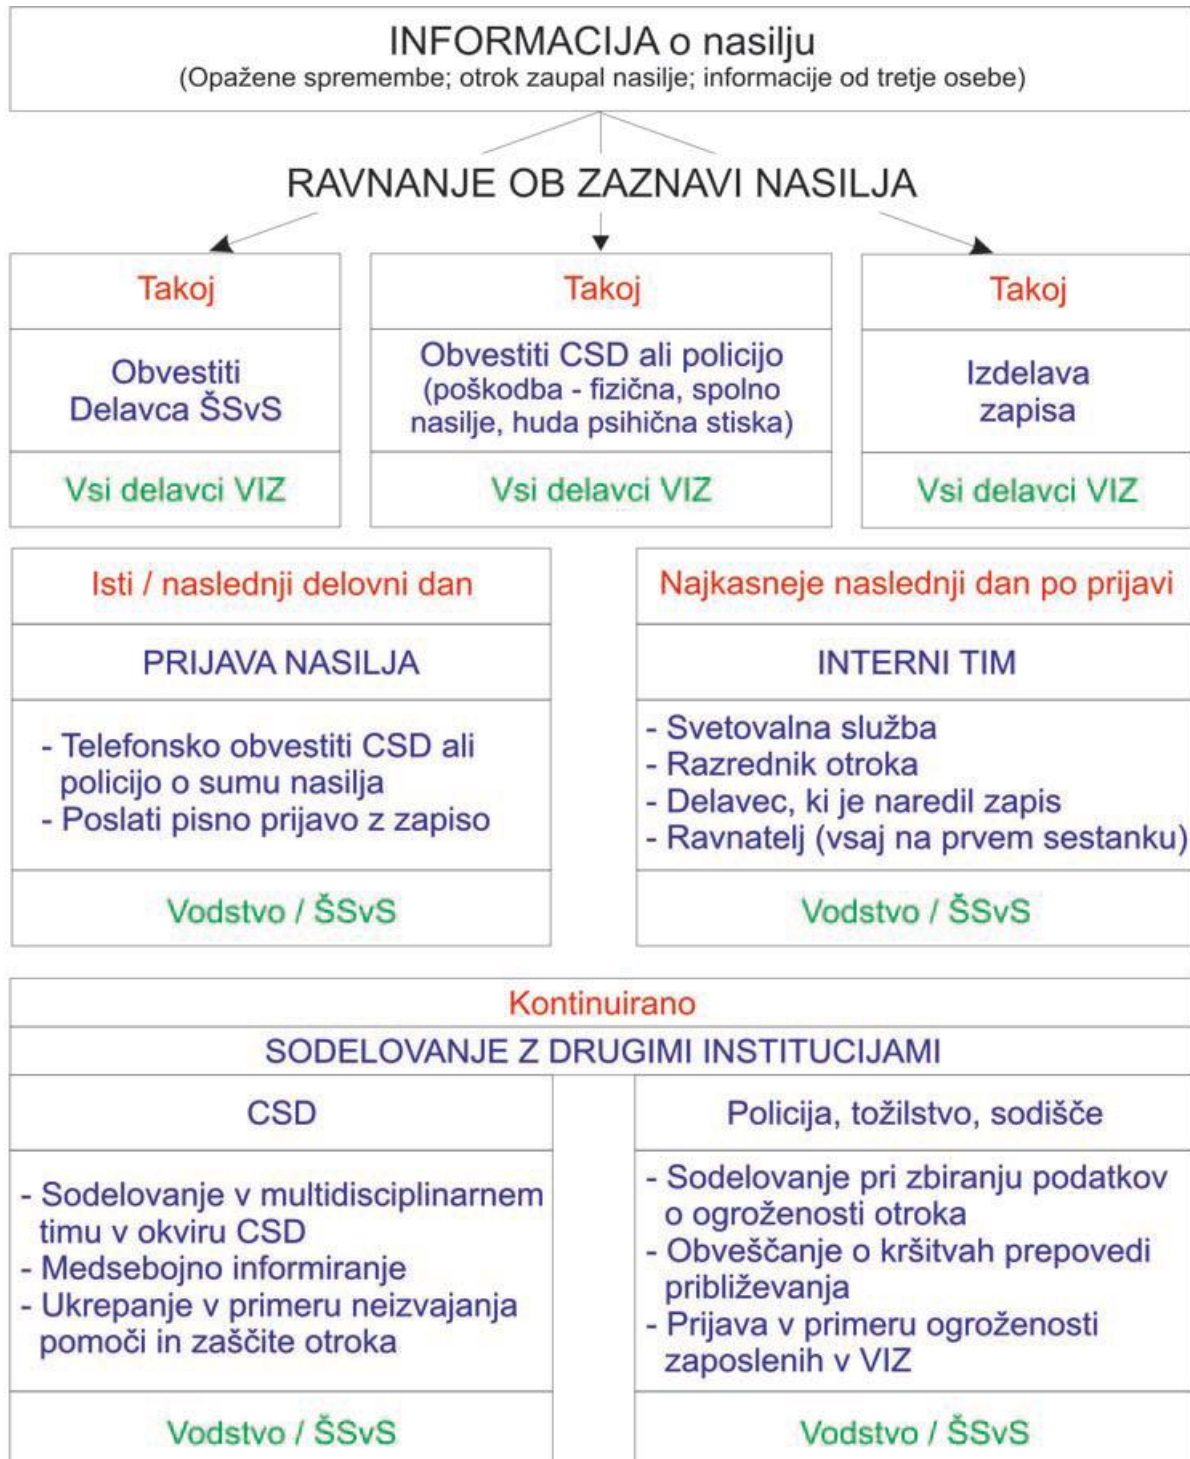 INFORMACIJA o nasilju
(Opažene spremembe; otrok zaupal nasilje; informacije od tretje osebe)
RAVNANJE OB ZAZNAVI NASILJA
Takoj
Obvestiti
Delavca ŠSvS
Vsi delavci VIZ
Takoj
Obvestiti CSD ali policijo
(poškodba - fizična, spolno
nasilje, huda psihična stiska)
Vsi delavci VIZ
Takoj
Izdelava
zapisa
Vsi delavci VIZ
Isti / naslednji delovni dan
PRIJAVA NASILJA
- Telefonsko obvestiti CSD ali
policijo o sumu nasilja
- Poslati pisno prijavo z zapiso
Vodstvo / ŠSvS
Najkasneje naslednji dan po prijavi
INTERNI TIM
- Svetovalna služba
- Razrednik otroka
- Delavec, ki je naredil zapis
- Ravnatelj (vsaj na prvem sestanku)
Vodstvo / ŠSvS
Kontinuirano
SODELOVANJE Z DRUGIMI INSTITUCIJAMI
CSD
- Sodelovanje v multidisciplinarnem
timu v okviru CSD
- Medsebojno informiranje
- Ukrepanje v primeru neizvajanja
pomoči in zaščite otroka
Vodstvo / ŠSvS
Policija, tožilstvo, sodišče
- Sodelovanje pri zbiranju podatkov
o ogroženosti otroka
- Obveščanje o kršitvah prepovedi
približevanja
- Prijava v primeru ogroženosti
zaposlenih v VIZ
Vodstvo / ŠSvS